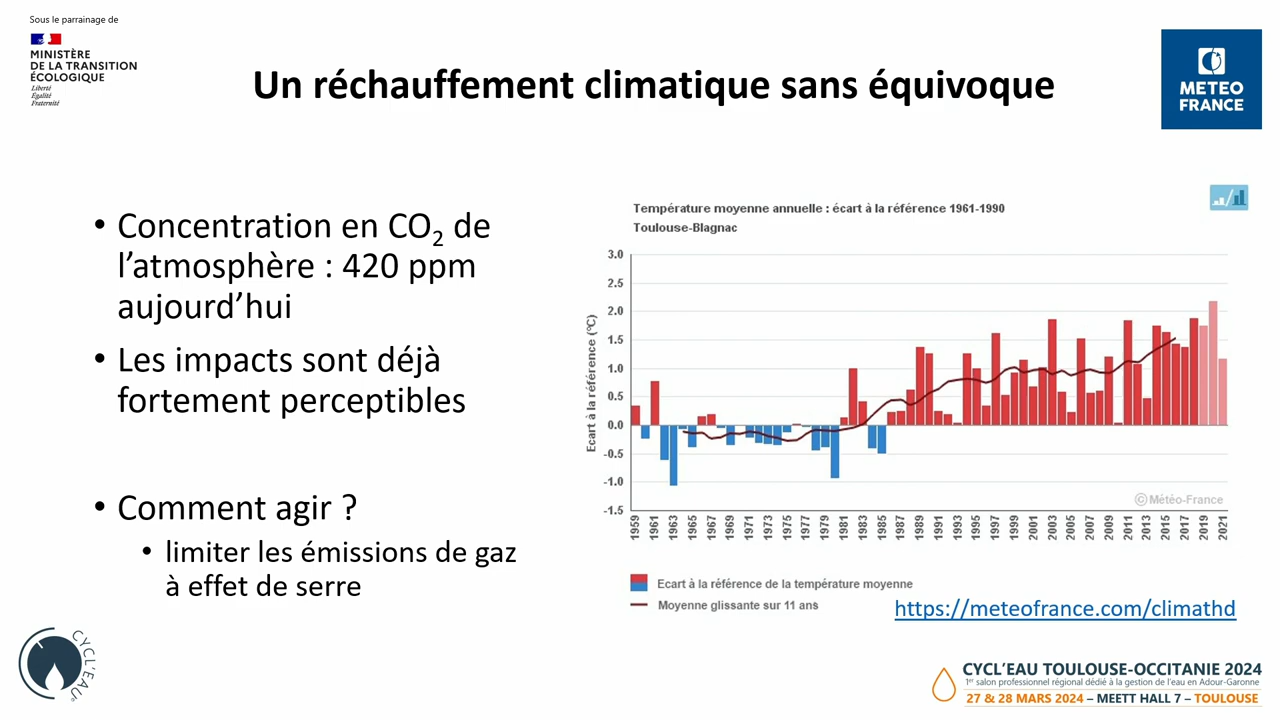 Sous le parrainage de
MINISTÈRE
DE LA TRANSITION
ÉCOLOGIQUE
Liberté
Égalité
Fraternité
Un réchauffement climatique sans équivoque
METEO
FRANCE
• Concentration en CO₂ de
l’atmosphère : 420 ppm
aujourd’hui
• Les impacts sont déjà
fortement perceptibles
• Comment agir ?
• limiter les émissions de gaz
à effet de serre
Température moyenne annuelle : écart à la référence 1961-1990
Toulouse-Blagnac
Ecart à la référence (°C)
3.0
2.5
2.0
1.5
1.0
0.5
0.0
-0.5
-1.0
-1.5
© Météo-France
1959 1961 1963 1965 1967 1969 1971 1973 1975 1977 1979 1981 1983 1985 1987 1989 1991 1993 1995 1997 1999 2001 2003 2005 2007 2009 2011 2013 2015 2017 2019 2021
Ecart à la référence de la température moyenne
Moyenne glissante sur 11 ans
https://meteofrance.com/climathd
CYCL'EAU
CYCL’EAU TOULOUSE-OCCITANIE 2024
1er salon professionnel régional dédié à la gestion de l'eau en Adour-Garonne
27 & 28 MARS 2024 – MEETT HALL 7 – TOULOUSE